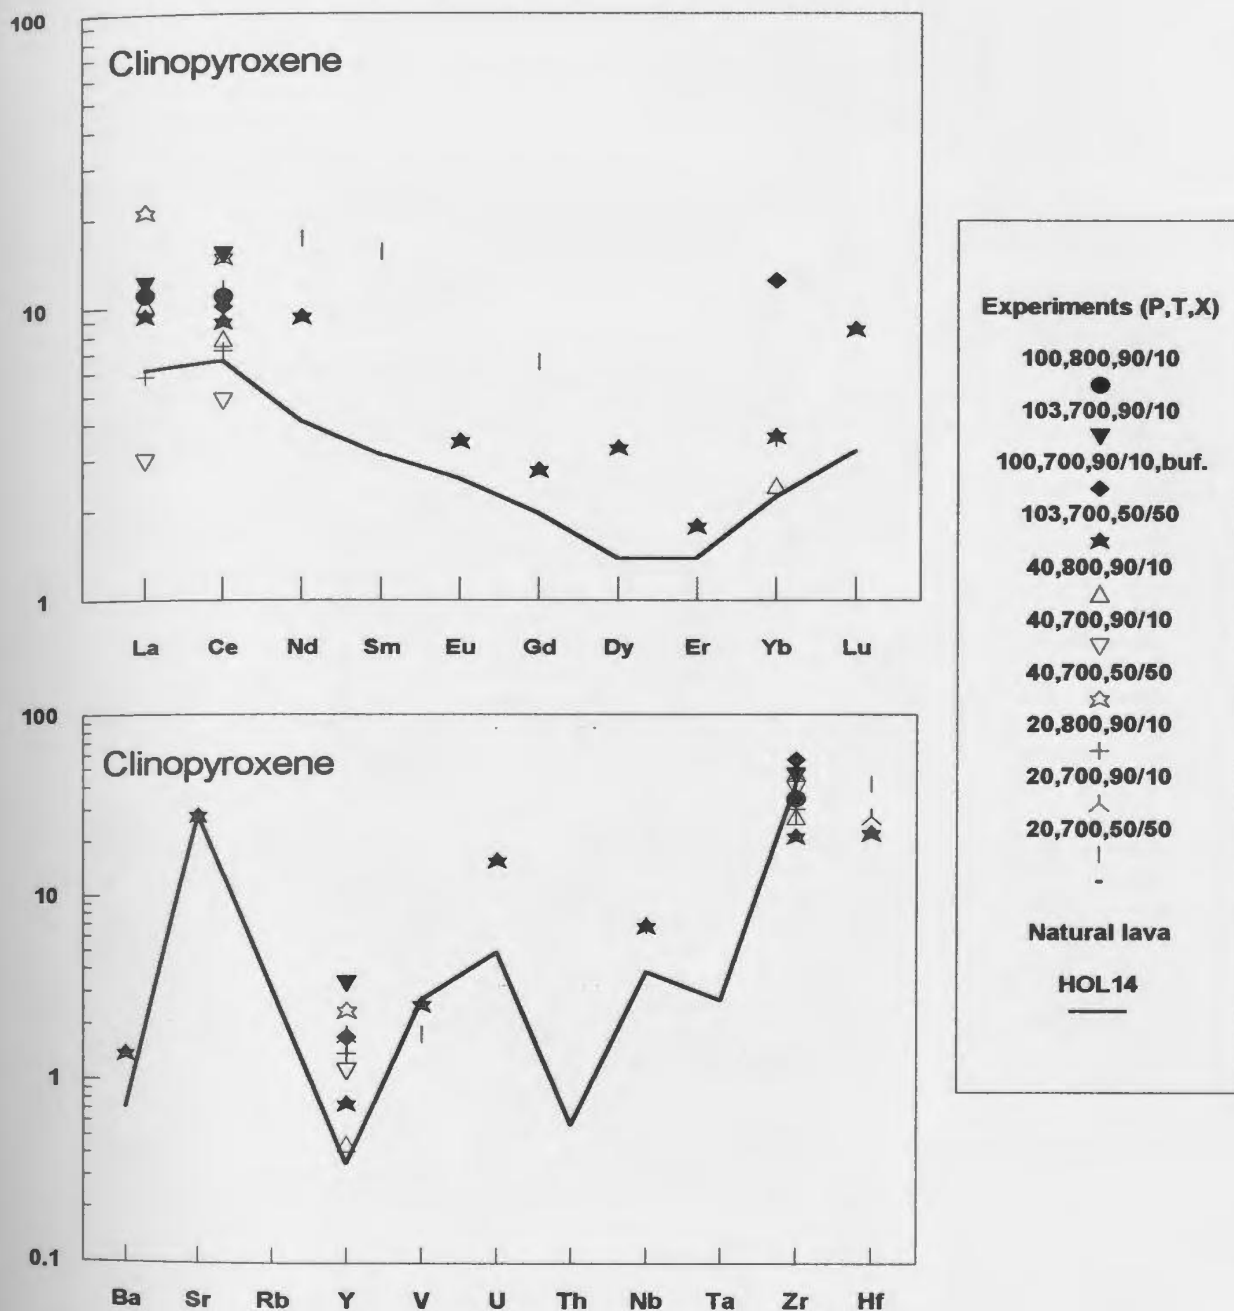 100
Clinopyroxene
10
1
La Ce Nd Sm Eu Gd Dy Er Yb Lu
100
Clinopyroxene
10
1
0.1
Ba Sr Rb Y V U Th Nb Ta Zr Hf
Experiments (P,T,X)
100,800,90/10
103,700,90/10
100,700,90/10,buf.
103,700,50/50
40,800,90/10
40,700,90/10
40,700,50/50
20,800,90/10
20,700,90/10
20,700,50/50
Natural lava
HOL14